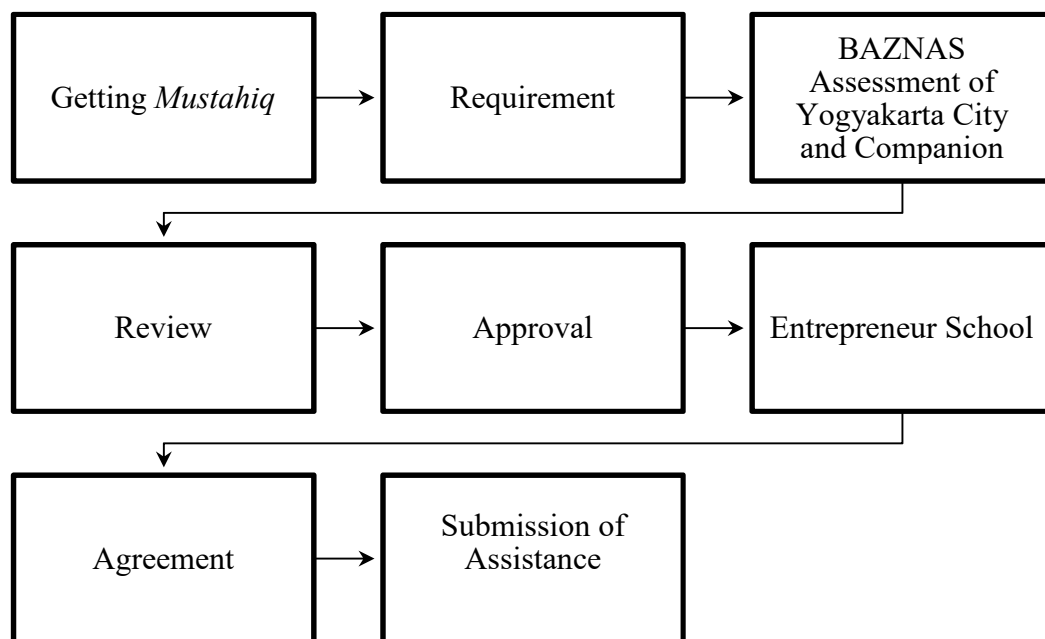 Getting Mustahiq
Requirement
BAZNAS
Assessment of
Yogyakarta City
and Companion
Review
Approval
Entrepreneur School
Agreement
Submission of
Assistance